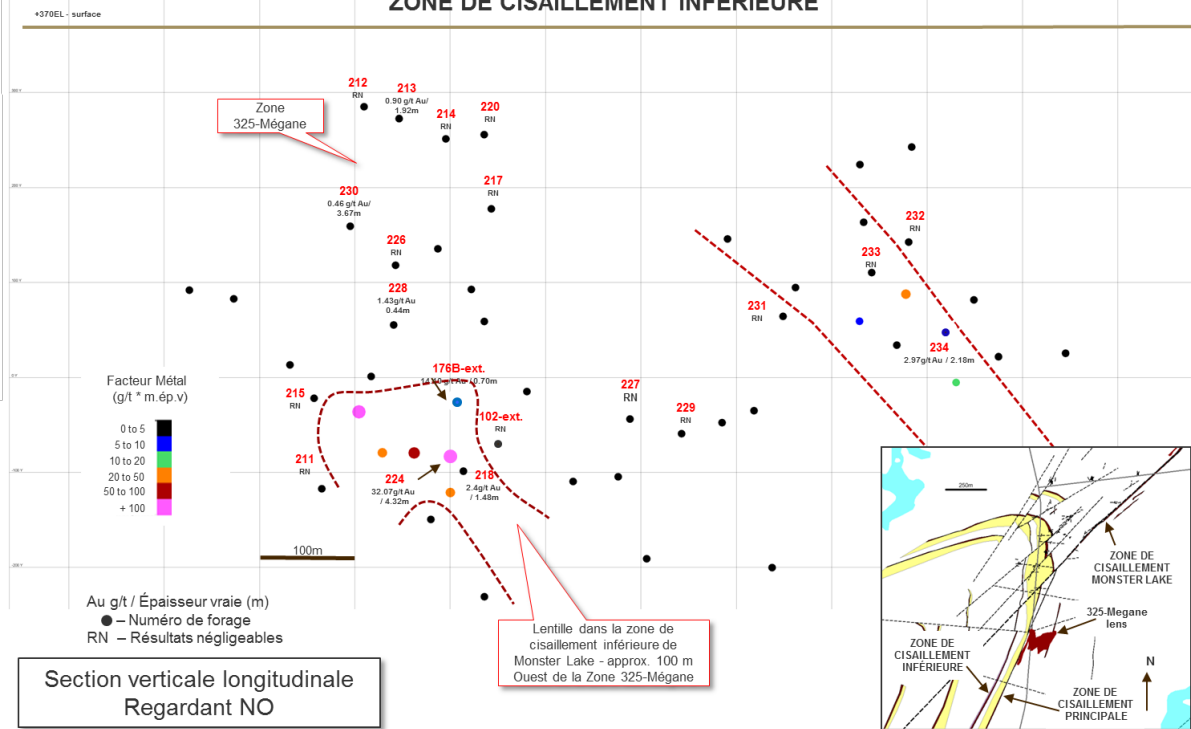 ZONE DE CISAILLEMENT INFÉRIEURE
+370EL - surface
212
RN
213
0.90 g/t Au/
1.92m
214
RN
220
RN
Zone
325-Mégane
217
RN
230
0.46 g/t Au/
3.67m
226
RN
228
1.43g/t Au
0.44m
232
RN
233
RN
231
RN
234
2.97g/t Au / 2.18m
176B-ext.
/ 0.70m
215
RN
102-ext.
RN
227
RN
229
RN
211
RN
224
32.07g/t Au
/ 4.32m
218
2.4g/t Au
/ 1.48m
Facteur Métal
(g/t * m.ép.v)
0 to 5
5 to 10
10 to 20
20 to 50
50 to 100
+ 100
100m
Au g/t / Épaisseur vraie (m)
– Numéro de forage
RN – Résultats négligeables
Lentille dans la zone de
cisaillement inférieure de
Monster Lake - approx. 100 m
Ouest de la Zone 325-Mégane
Section verticale longitudinale
Regardant NO
250m
ZONE DE
CISAILLEMENT
MONSTER LAKE
325-Megane
lens
ZONE DE
CISAILLEMENT
INFÉRIEURE
N
ZONE DE
CISAILLEMENT
PRINCIPALE